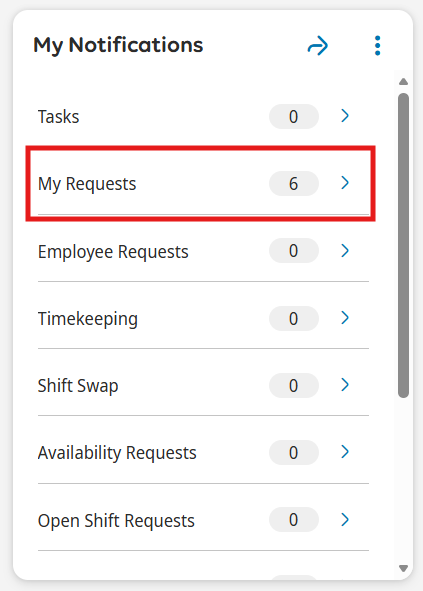 My Notifications
Tasks 0
My Requests 6
Employee Requests 0
Timekeeping 0
Shift Swap 0
Availability Requests 0
Open Shift Requests 0